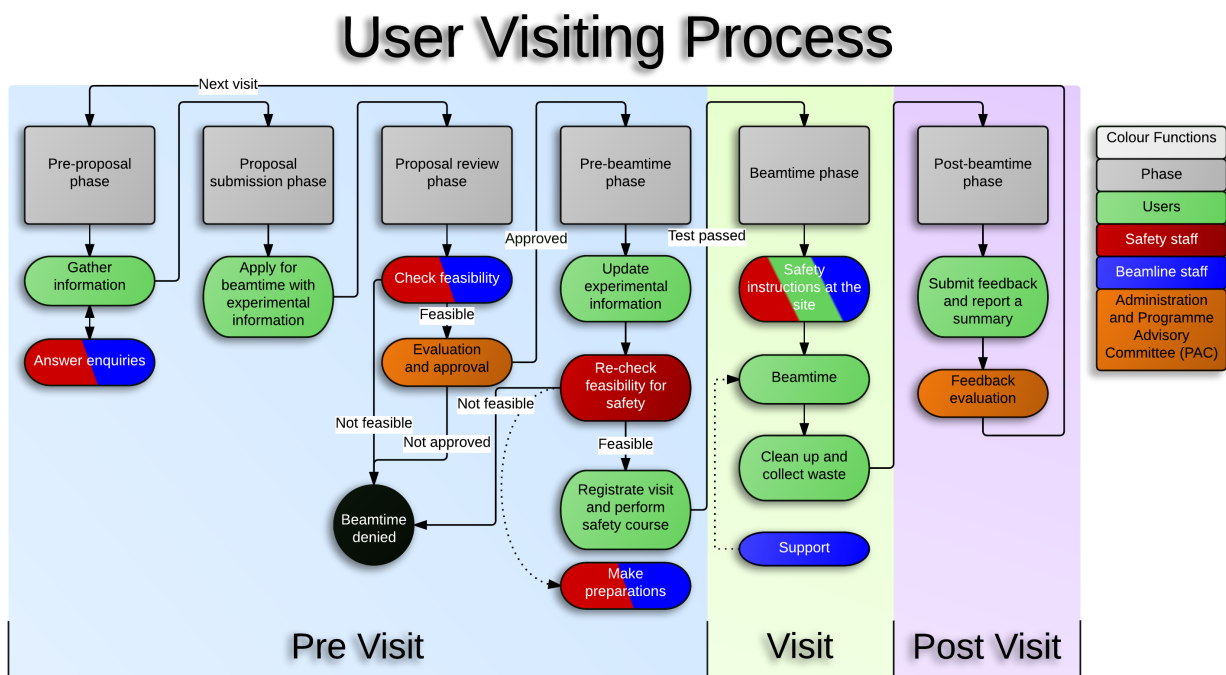 User Visiting Process
Next visit
Pre-proposal
phase
Proposal
submission phase
Proposal review
phase
Pre-beamtime
phase
Beamtime phase
Post-beamtime
phase
Colour Functions
Phase
Users
Safety staff
Beamline staff
Administration
and Programme
Advisory
Committee (PAC)
Gather
information
Answer enquiries
Apply for
beamtime with
experimental
information
Check feasibility
Feasible
Evaluation
and approval
Approved
Not feasible
Not approved
Beamtime
denied
Update
experimental
information
Re-check
feasibility for
safety
Not feasible
Feasible
Registrate visit
and perform
safety course
Make
preparations
Test passed
Safety
instructions at the
site
Beamtime
Clean up and
collect waste
Support
Submit feedback
and report a
summary
Feedback
evaluation
Pre Visit
Visit
Post Visit